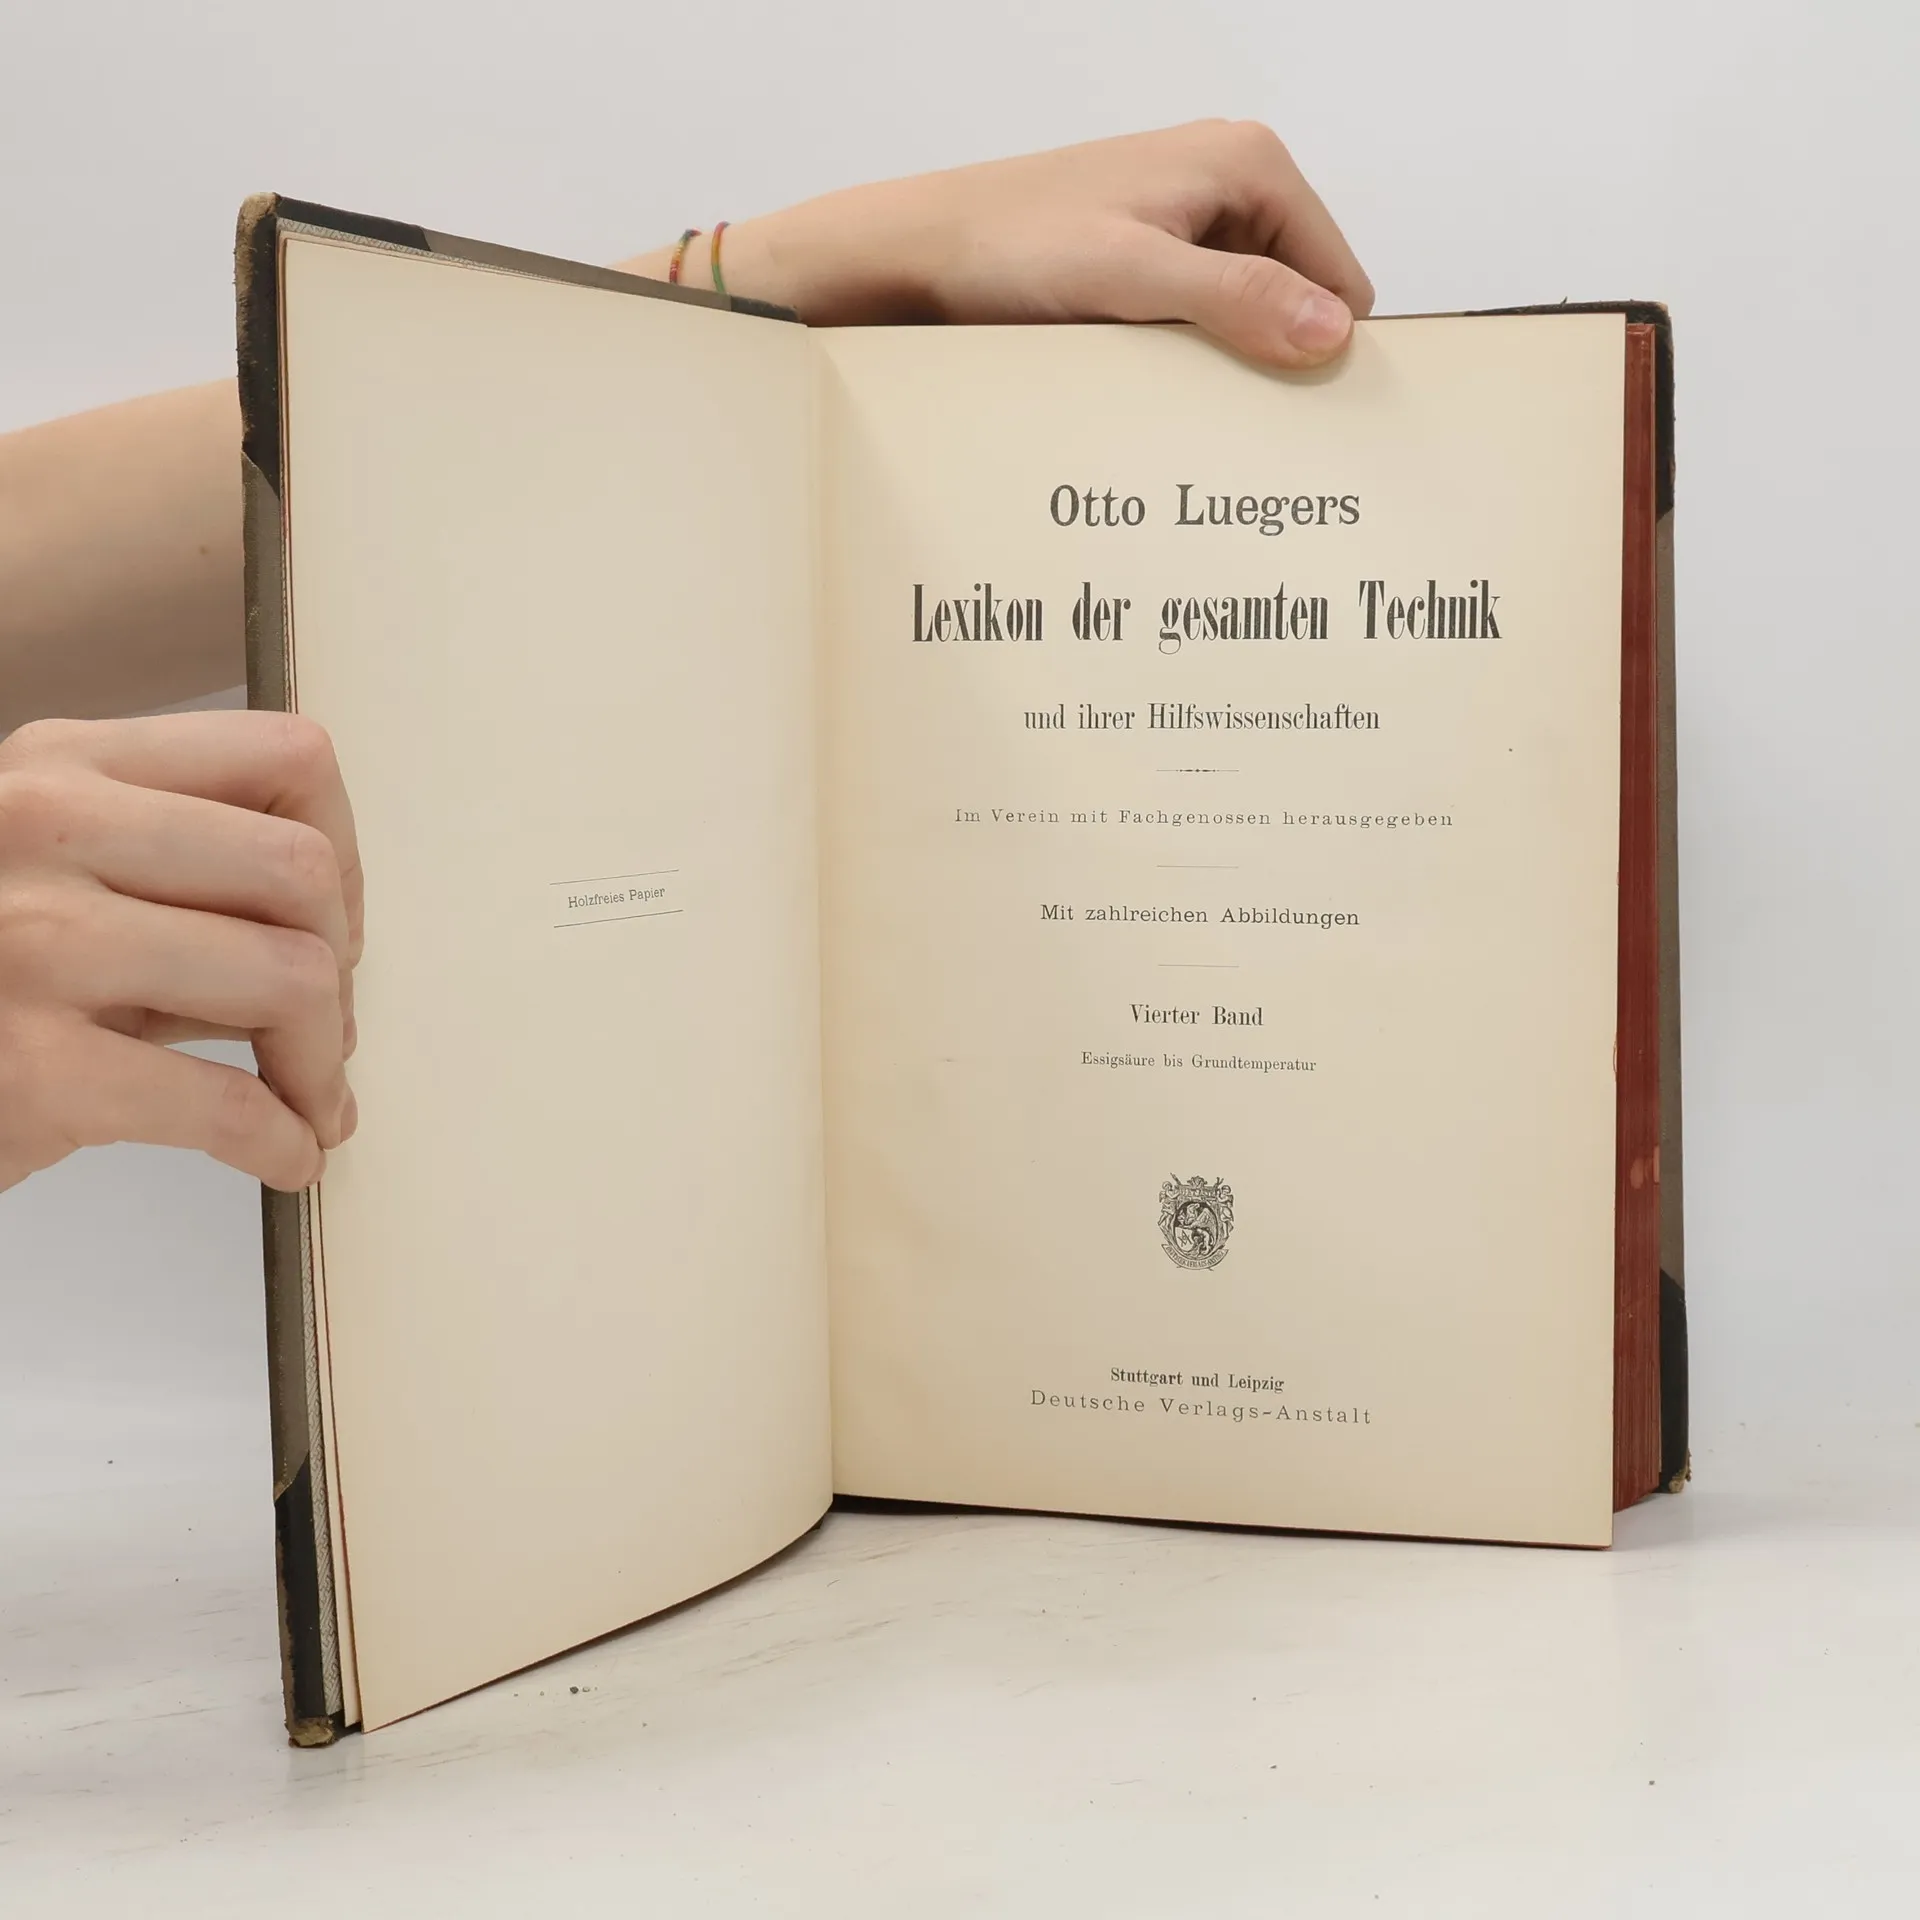 Holzfreies Papier
Otto Luegers
Lexikon der gesamten Technik
und ihrer Hilfswissenschaften
Im Verein mit Fachgenossen herausgegeben
Mit zahlreichen Abbildungen
Vierter Band
Essigsäure bis Grundtemperatur
Stuttgart und Leipzig
Deutsche Verlags-Anstalt